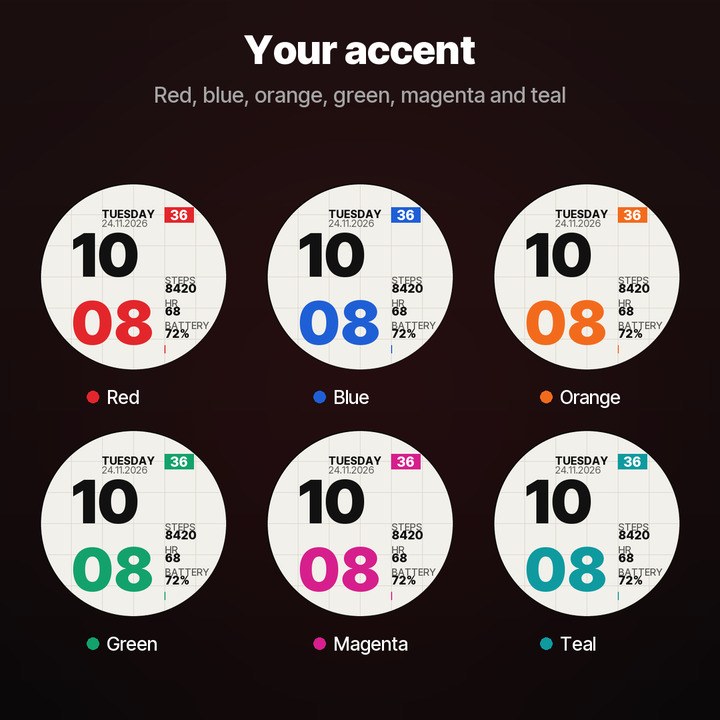 Your accent
Red, blue, orange, green, magenta and teal
TUESDAY 36
24.11.2026
10
STEPS
8420
08
HR
68
BATTERY
72%
Red
TUESDAY 36
24.11.2026
10
STEPS
8420
08
HR
68
BATTERY
72%
Blue
TUESDAY 36
24.11.2026
10
STEPS
8420
08
HR
68
BATTERY
72%
Orange
TUESDAY 36
24.11.2026
10
STEPS
8420
08
HR
68
BATTERY
72%
Green
TUESDAY 36
24.11.2026
10
STEPS
8420
08
HR
68
BATTERY
72%
Magenta
TUESDAY 36
24.11.2026
10
STEPS
8420
08
HR
68
BATTERY
72%
Teal